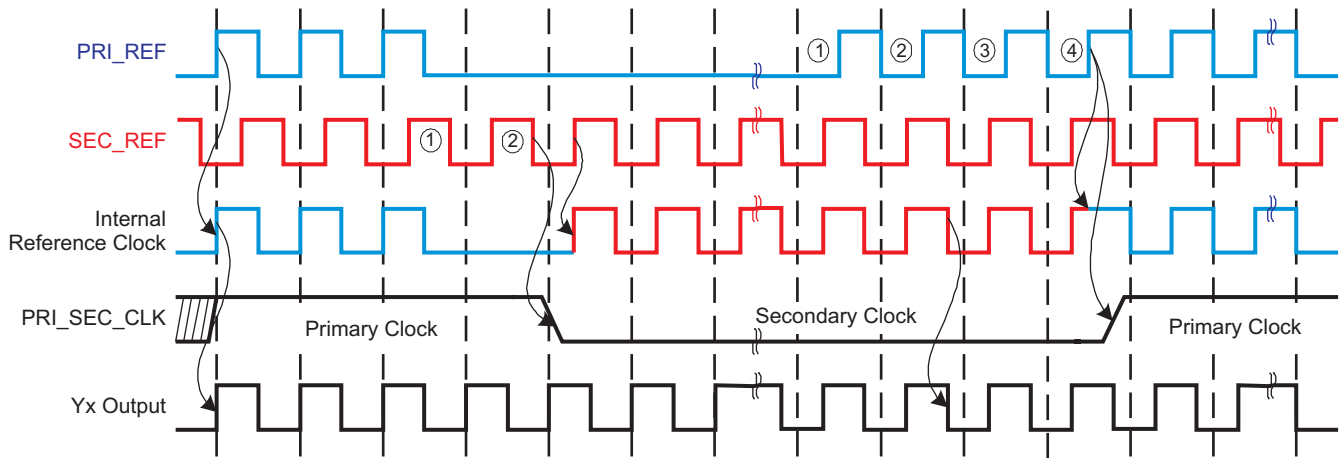 PRI_REF
① ② ③ ④
SEC_REF
① ②
Internal
Reference Clock
PRI_SEC_CLK
Primary Clock
Secondary Clock
Primary Clock
Yx Output